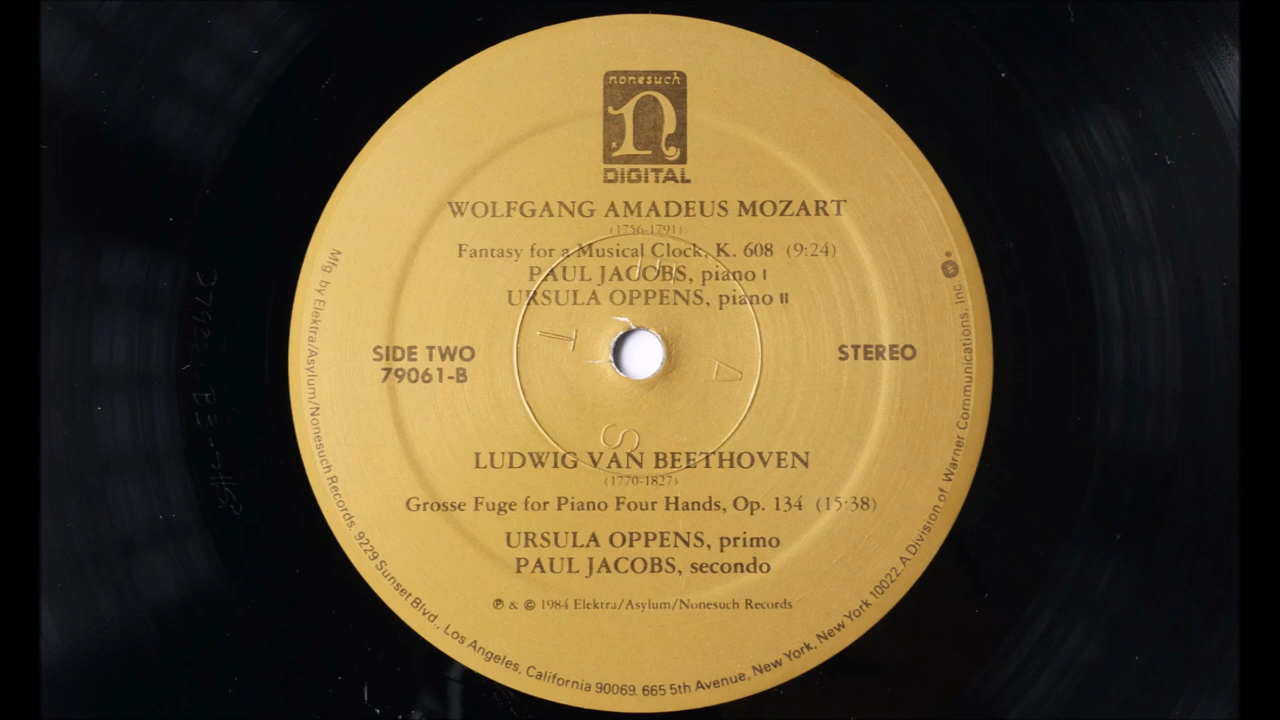 nonesuch
n
DIGITAL
WOLFGANG AMADEUS MOZART
(1756-1791)
Fantasy for a Musical Clock, K. 608 (9:24)
PAUL JACOBS, piano I
URSULA OPPENS, piano II
SIDE TWO
79061-B
STEREO
LUDWIG VAN BEETHOVEN
(1770-1827)
Grosse Fuge for Piano Four Hands, Op. 134 (15:38)
URSULA OPPENS, primo
PAUL JACOBS, secondo
℗ & © 1984 Elektra/Asylum/Nonesuch Records
Mfg by Elektra/Asylum/Nonesuch Records. 9229 Sunset Blvd., Los Angeles, California 90069. 665 5th Avenue, New York, New York 10022. A Division of Warner Communications, Inc.